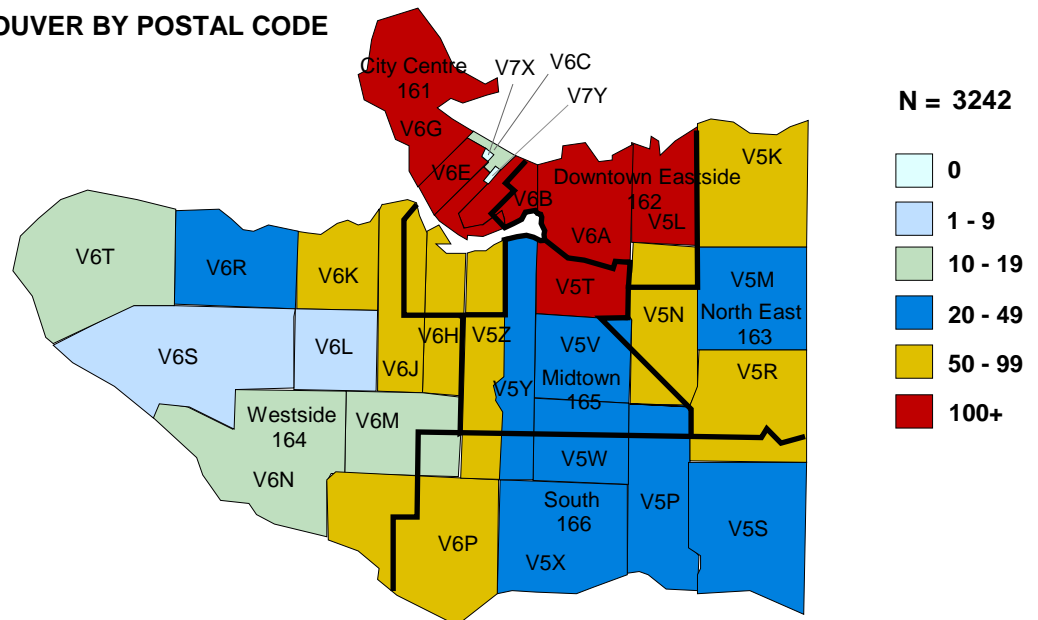 OUVER BY POSTAL CODE
City Centre
161
V7X
V6C
V7Y
V6G
V6E
V6B
Downtown Eastside
162
V5L
V6A
V5K
V6T
V6R
V6K
V5T
V5M
North East
163
V5N
V6S
V6L
V6J
V6H
V5Z
V5Y
V5V
Midtown
165
V5R
Westside
164
V6M
V6N
V5W
South
166
V5P
V5S
V6P
V5X
N = 3242
0
1 - 9
10 - 19
20 - 49
50 - 99
100+